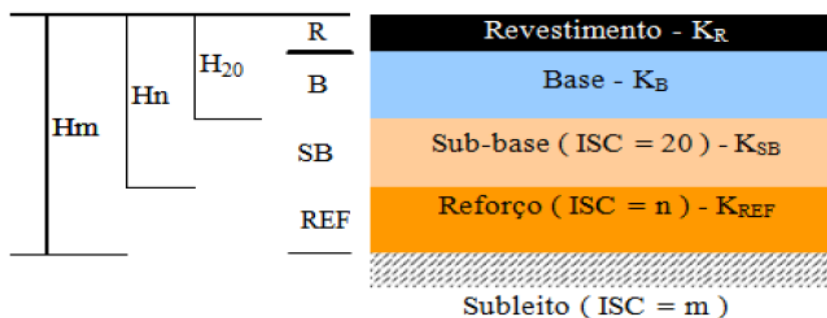 R
H20
B
Hn
Hm
SB
REF
Revestimento - KR
Base - KB
Sub-base ( ISC = 20 ) - KSB
Reforço ( ISC = n ) - KREF
Subleito ( ISC = m )